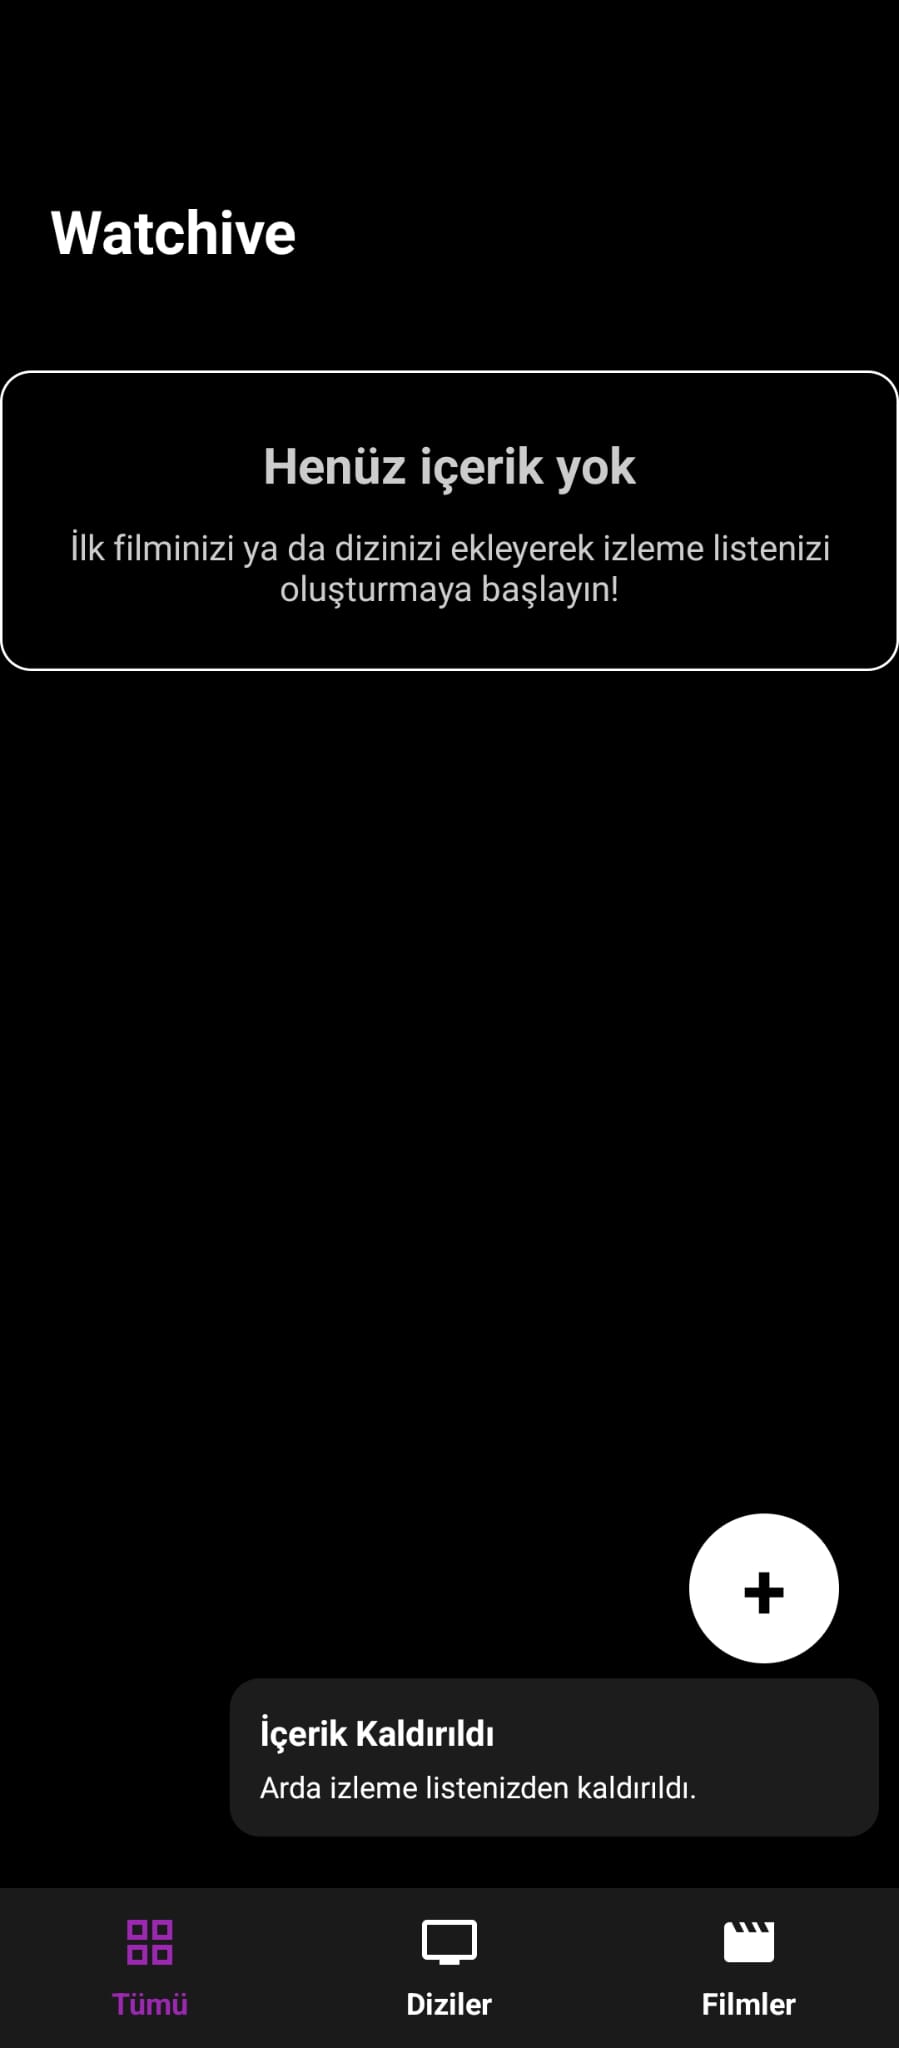 Watchive
Henüz içerik yok
İlk filminizi ya da dizinizi ekleyerek izleme listenizi
oluşturmaya başlayın!
+
İçerik Kaldırıldı
Arda izleme listenizden kaldırıldı.
Tümü
Diziler
Filmler